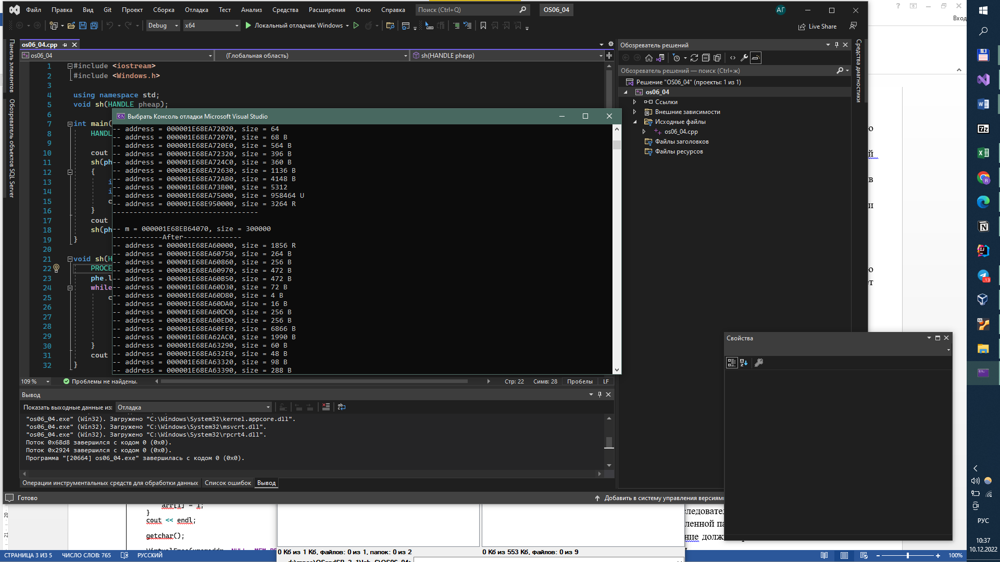 Файл Правка Вид Git Проект Сборка Отладка Тест Анализ Средства Расширения Окно Справка Поиск (Ctrl+Q) OS06_04 АГ
Вход
Debug x64 Локальный отладчик Windows Live Share
Панель элементов
Обозреватель объектов SQL Server
os06_04.cpp
os06_04 (Глобальная область) sh(HANDLE pheap)
1 #include <iostream>
2 #include <Windows.h>
3
4 using namespace std;
5 void sh(HANDLE pheap);
6
7 int main(
8 HANDL
9
10 cout
11 sh(ph
12 {
13 i
14 i
15 c
16 }
17 cout
18 sh(ph
19 }
20
21 void sh(H
22 PROCE
23 phe.l
24 while
25 c
26
27
28
29
30 }
31 cout
32 }
Выбрать Консоль отладки Microsoft Visual Studio
-- address = 000001E68EA72020, size = 64
-- address = 000001E68EA72070, size = 68 B
-- address = 000001E68EA720E0, size = 564 B
-- address = 000001E68EA72320, size = 396 B
-- address = 000001E68EA724C0, size = 360 B
-- address = 000001E68EA72630, size = 1136 B
-- address = 000001E68EA72AB0, size = 4148 B
-- address = 000001E68EA73B00, size = 5312
-- address = 000001E68EA75000, size = 958464 U
-- address = 000001E68E950000, size = 3264 R
-----------------------------------
-- m = 000001E68EB64070, size = 300000
------------After--------------
-- address = 000001E68EA60000, size = 1856 R
-- address = 000001E68EA60750, size = 264 B
-- address = 000001E68EA60860, size = 256 B
-- address = 000001E68EA60970, size = 472 B
-- address = 000001E68EA60B50, size = 472 B
-- address = 000001E68EA60D30, size = 72 B
-- address = 000001E68EA60D80, size = 4 B
-- address = 000001E68EA60DA0, size = 16 B
-- address = 000001E68EA60DC0, size = 256 B
-- address = 000001E68EA60ED0, size = 256 B
-- address = 000001E68EA60FE0, size = 6866 B
-- address = 000001E68EA62AC0, size = 1990 B
-- address = 000001E68EA63290, size = 60 B
-- address = 000001E68EA632E0, size = 48 B
-- address = 000001E68EA63320, size = 98 B
-- address = 000001E68EA63390, size = 288 B
109 % Проблемы не найдены. Стр: 22 Симв: 28 Пробелы LF
Вывод
Показать выходные данные из: Отладка
"os06_04.exe" (Win32). Загружено "C:\Windows\System32\kernel.appcore.dll".
"os06_04.exe" (Win32). Загружено "C:\Windows\System32\msvcrt.dll".
"os06_04.exe" (Win32). Загружено "C:\Windows\System32\rpcrt4.dll".
Поток 0x68d8 завершился с кодом 0 (0x0).
Поток 0x2924 завершился с кодом 0 (0x0).
Программа "[20664] os06_04.exe" завершилась с кодом 0 (0x0).
Операции инструментальных средств для обработки данных Список ошибок Вывод
Готово
Добавить в систему управления версиями
Обозреватель решений
Обозреватель решений — поиск (Ctrl+ж)
Решение "OS06_04" (проекты: 1 из 1)
os06_04
Ссылки
Внешние зависимости
Исходные файлы
os06_04.cpp
Файлы заголовков
Файлы ресурсов
Средства диагностики
Свойства
ю
й
в
и
ю
ет
arr[i] = i;
}
cout << endl;
getchar();
следовател
ленной па
ние долж
0 Кб из 1 Кб, файлов: 0 из 1, папок: 0 из 2
0 Кб из 553 Кб, файлов: 0 из 9
СТРАНИЦА 3 ИЗ 5 ЧИСЛО СЛОВ: 765 РУССКИЙ
100%
РУС
10:37
10.12.2022